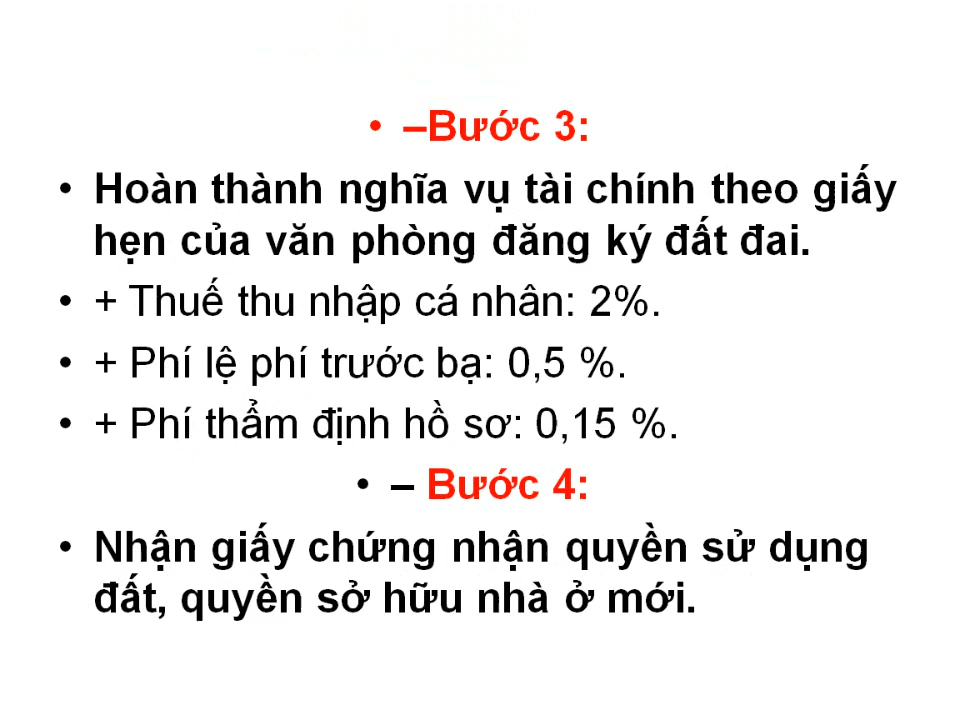 • –Bước 3:
• Hoàn thành nghĩa vụ tài chính theo giấy
hẹn của văn phòng đăng ký đất đai.
• + Thuế thu nhập cá nhân: 2%.
• + Phí lệ phí trước bạ: 0,5 %.
• + Phí thẩm định hồ sơ: 0,15 %.
• – Bước 4:
• Nhận giấy chứng nhận quyền sử dụng
đất, quyền sở hữu nhà ở mới.